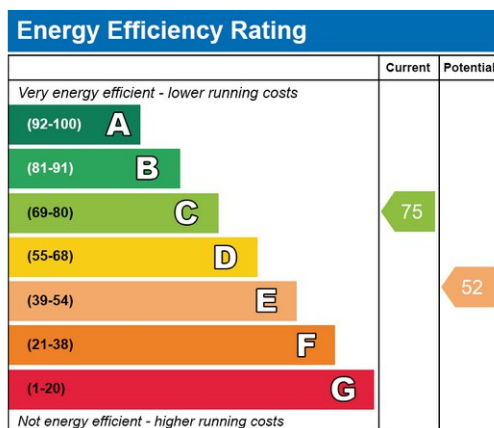 Energy Efficiency Rating
Current Potential
Very energy efficient - lower running costs
(92-100) A
(81-91) B
(69-80) C
75
(55-68) D
(39-54) E
52
(21-38) F
(1-20) G
Not energy efficient - higher running costs